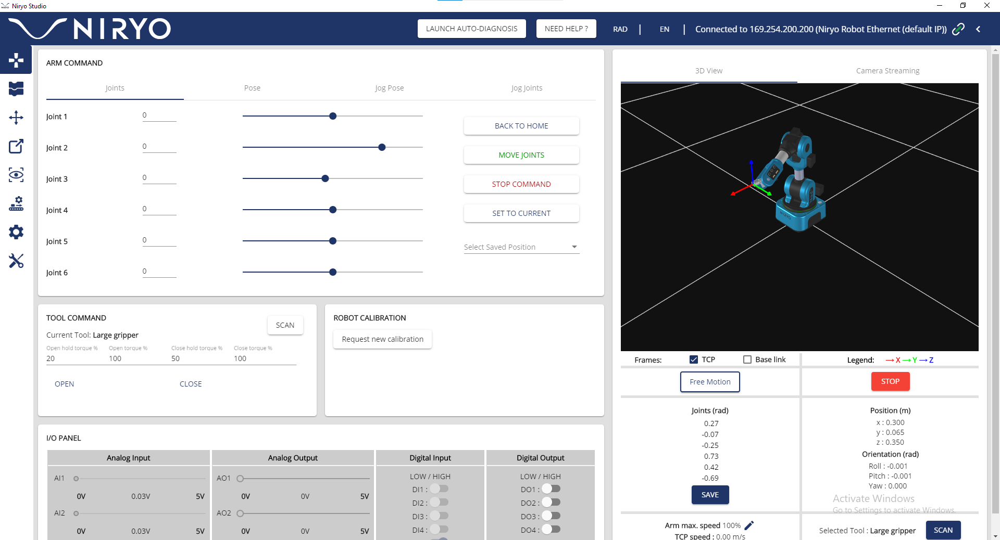 Niryo Studio
NIRYO
LAUNCH AUTO-DIAGNOSIS
NEED HELP ?
RAD
EN
Connected to 169.254.200.200 (Niryo Robot Ethernet (default IP))
ARM COMMAND
Joints
Pose
Jog Pose
Jog Joints
Joint 1
0
Joint 2
0
Joint 3
0
Joint 4
0
Joint 5
0
Joint 6
0
BACK TO HOME
MOVE JOINTS
STOP COMMAND
SET TO CURRENT
Select Saved Position
TOOL COMMAND
SCAN
Current Tool: Large gripper
Open hold torque %
Open torque %
Close hold torque %
Close torque %
20
100
50
100
OPEN
CLOSE
ROBOT CALIBRATION
Request new calibration
I/O PANEL
Analog Input
Analog Output
Digital Input
Digital Output
AI1
0V
0.03V
5V
AI2
0V
0.03V
5V
AO1
0V
0V
5V
AO2
0V
0V
5V
LOW / HIGH
DI1 :
DI2 :
DI3 :
DI4 :
LOW / HIGH
DO1 :
DO2 :
DO3 :
DO4 :
3D View
Camera Streaming
NIRYO
Frames:
TCP
Base link
Legend:
X
Y
Z
Free Motion
STOP
Joints (rad)
0.27
-0.07
-0.25
0.73
0.42
-0.69
SAVE
Position (m)
x : 0.300
y : 0.065
z : 0.350
Orientation (rad)
Roll : -0.001
Pitch : -0.001
Yaw : 0.000
Activate Windows
Go to Settings to activate Windows.
Arm max. speed 100%
TCP speed : 0.00 m/s
Selected Tool : Large gripper
SCAN